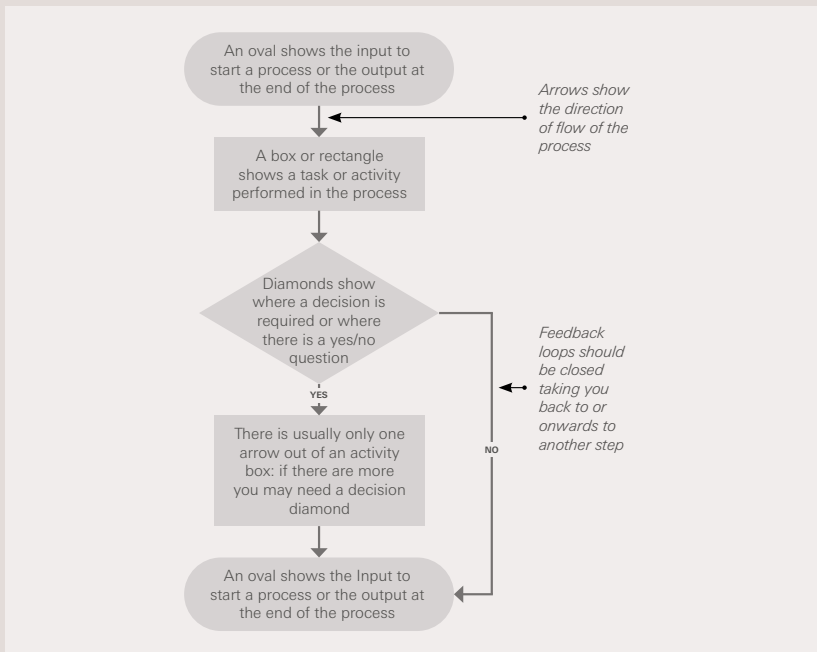 An oval shows the input to
start a process or the output at
the end of the process
Arrows show
the direction
of flow of the
process
A box or rectangle
shows a task or activity
performed in the process
Diamonds show
where a decision is
required or where
there is a yes/no
question
Feedback
loops should
be closed
taking you
back to or
onwards to
another step
YES
NO
There is usually only one
arrow out of an activity
box: if there are more
you may need a decision
diamond
An oval shows the Input to
start a process or the output at
the end of the process